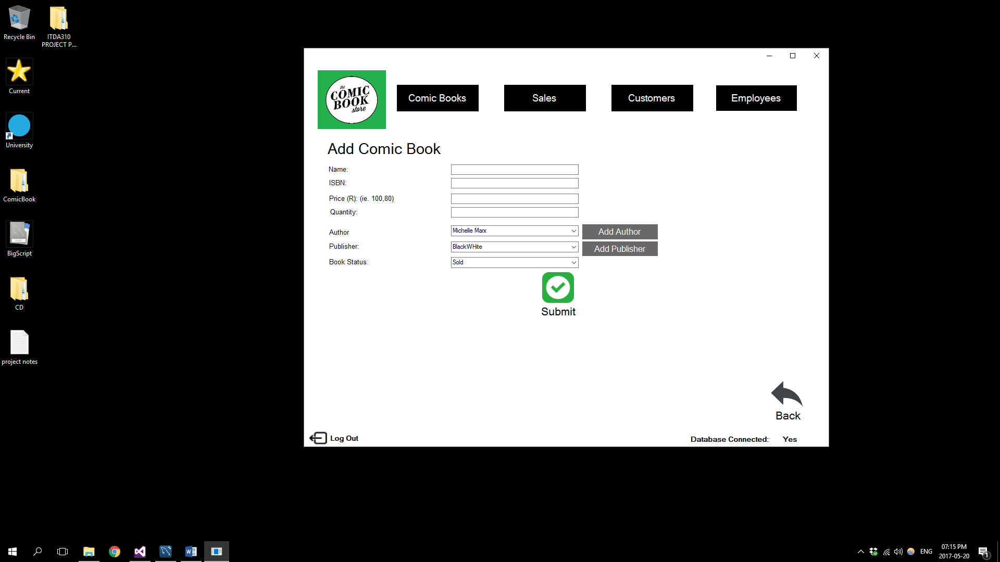 Recycle Bin
ITDA310
PROJECT P...
Current
University
ComicBook
BigScript
CD
project notes
the
COMIC
BOOK
store
Comic Books
Sales
Customers
Employees
Add Comic Book
Name:
ISBN:
Price (R): (ie. 100,80)
Quantity:
Author
Michelle Marx
Add Author
Publisher:
BlackWHite
Add Publisher
Book Status:
Sold
Submit
Back
Log Out
Database Connected: Yes
ENG
07:15 PM
2017-05-20
1